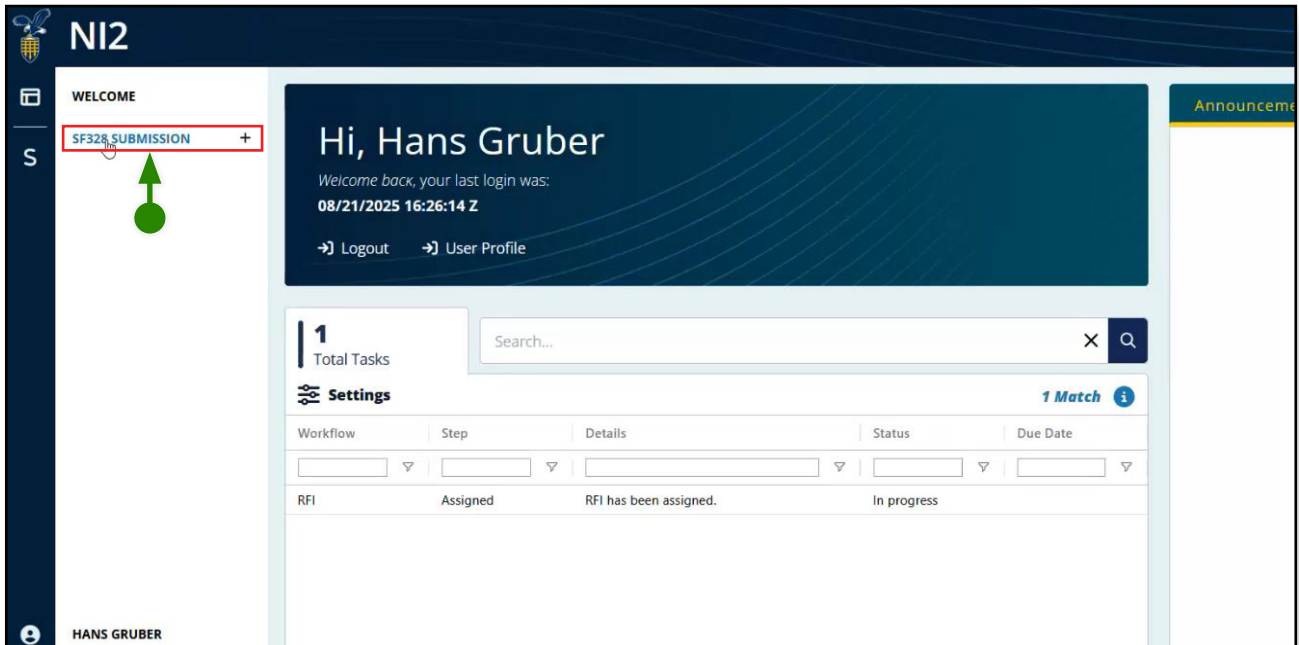 NI2
WELCOME
SF328 SUBMISSION +
S
Announceme
Hi, Hans Gruber
Welcome back, your last login was:
08/21/2025 16:26:14 Z
Logout User Profile
1
Total Tasks
Search...
Settings
1 Match
Workflow Step Details Status Due Date
RFI Assigned RFI has been assigned. In progress
HANS GRUBER